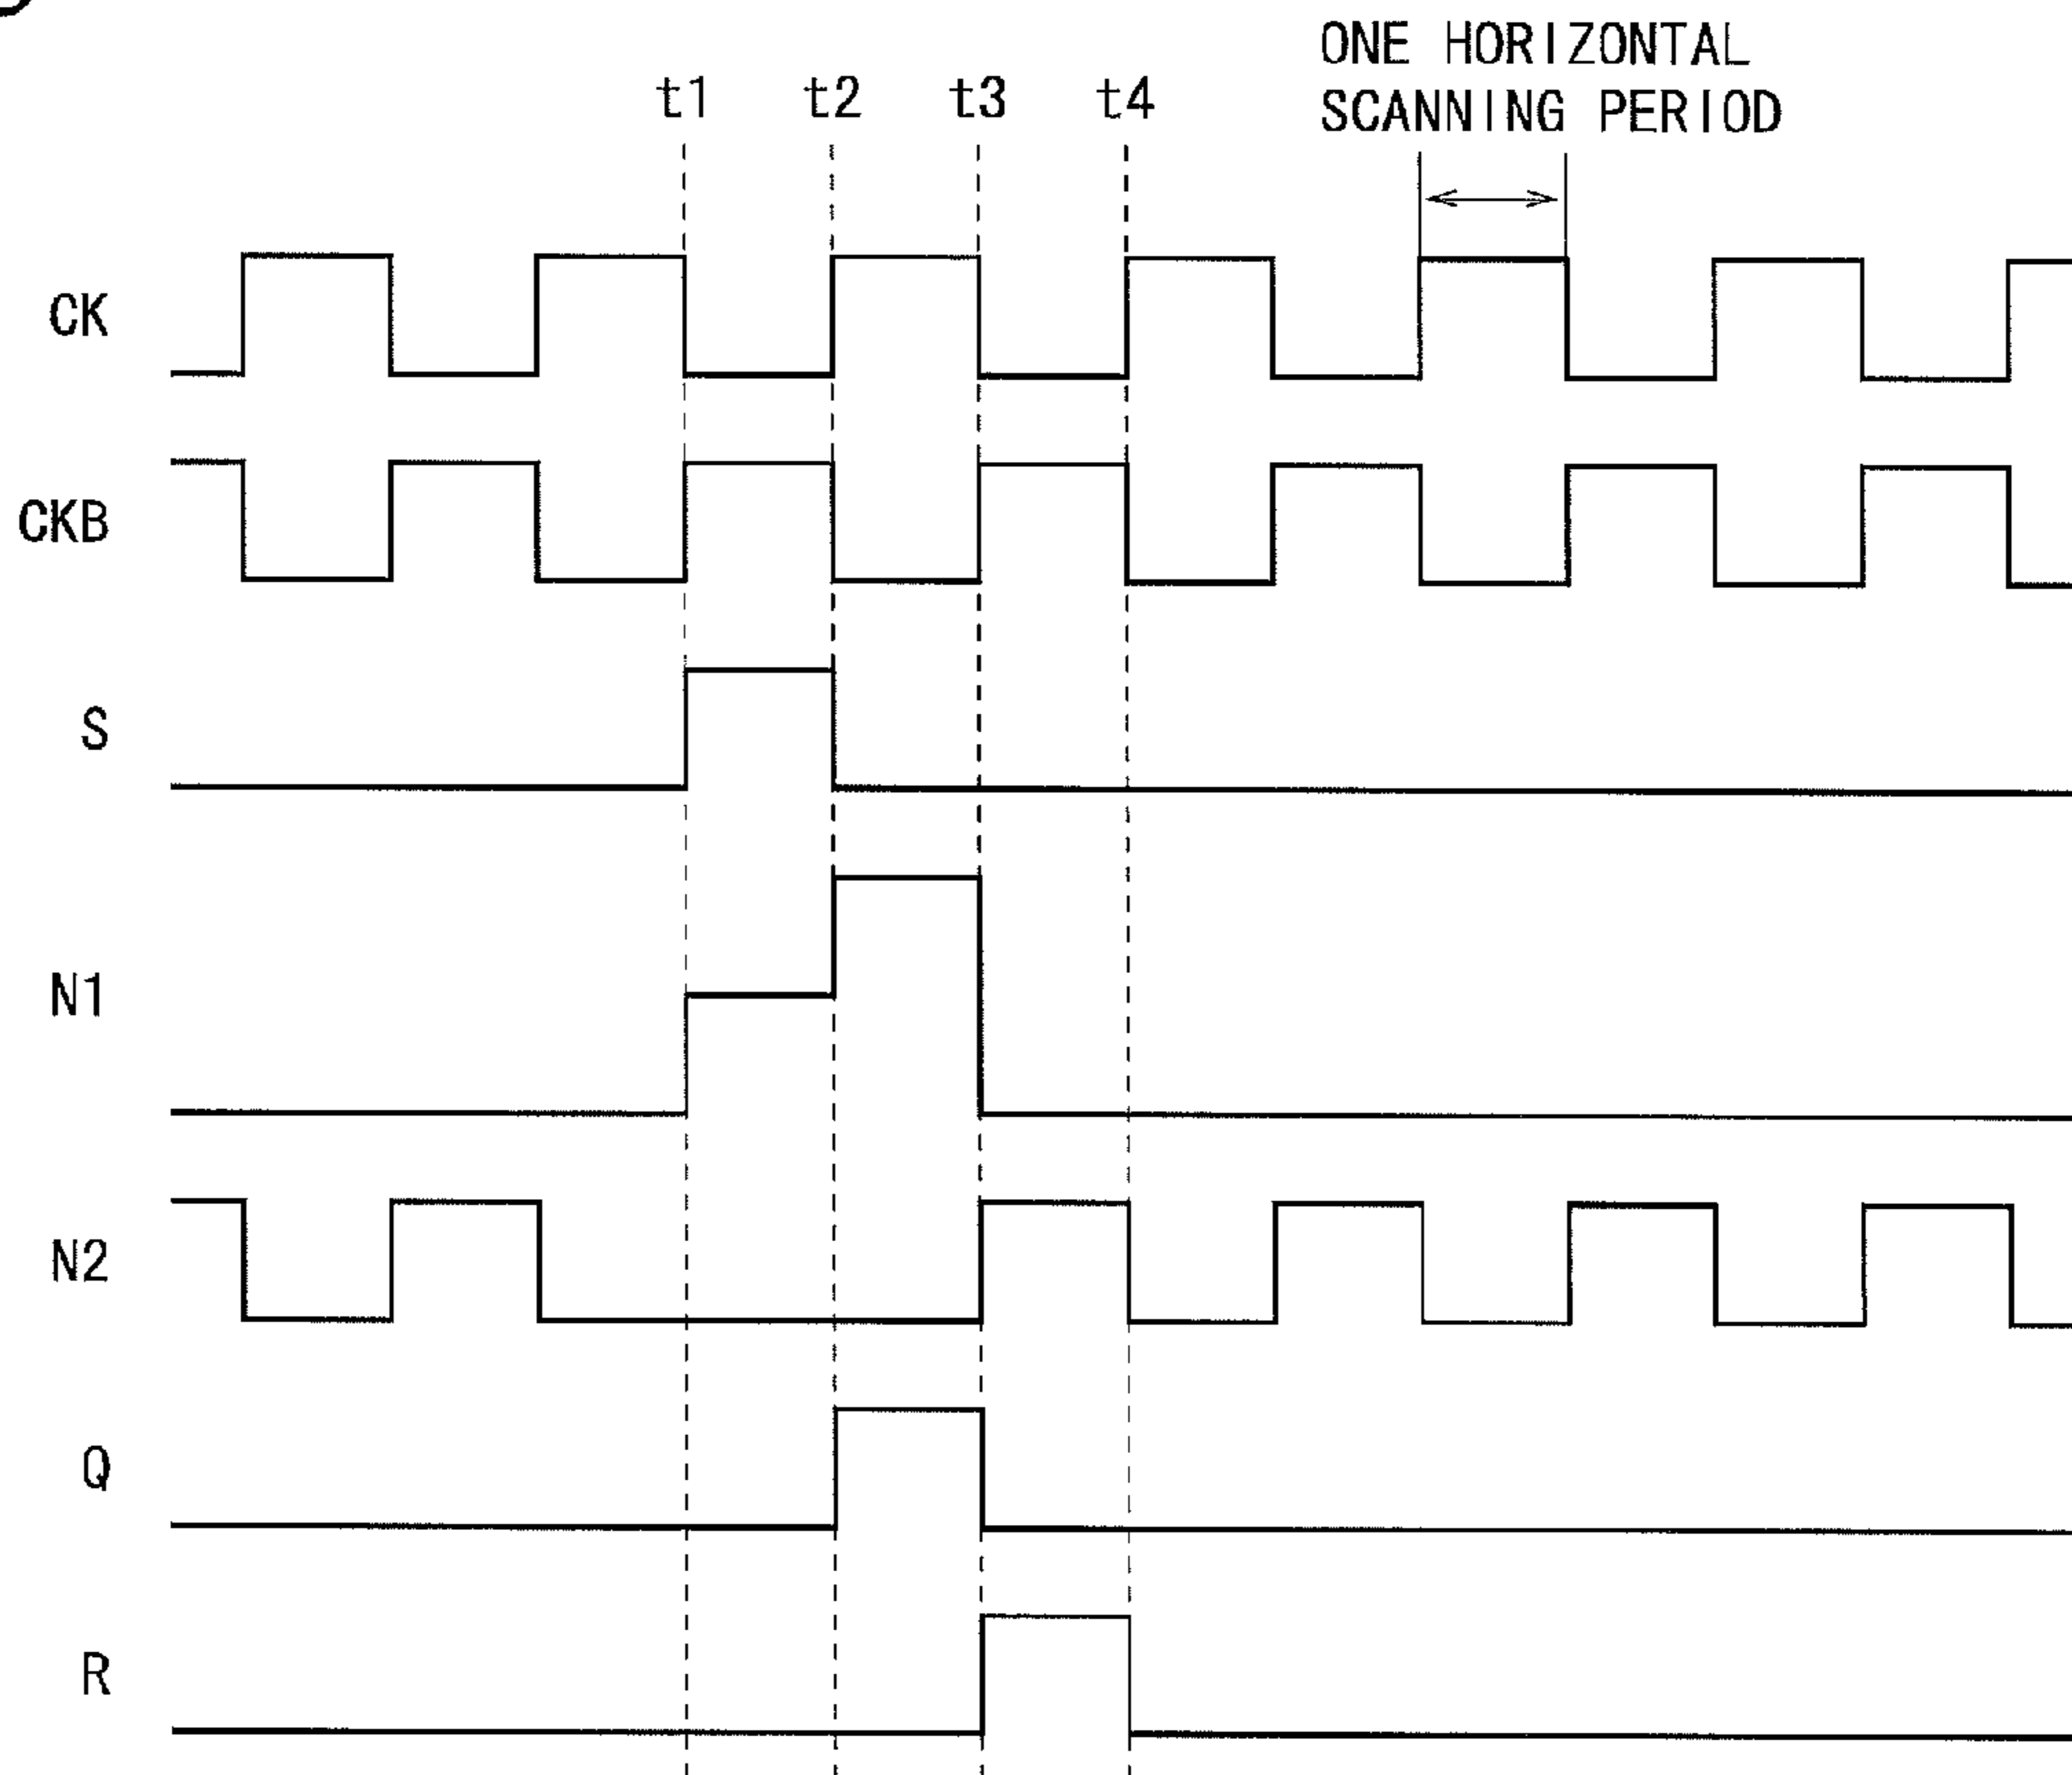 ONE HORIZONTAL
SCANNING PERIOD
t1 t2 t3 t4
CK
CKB
S
N1
N2
Q
R